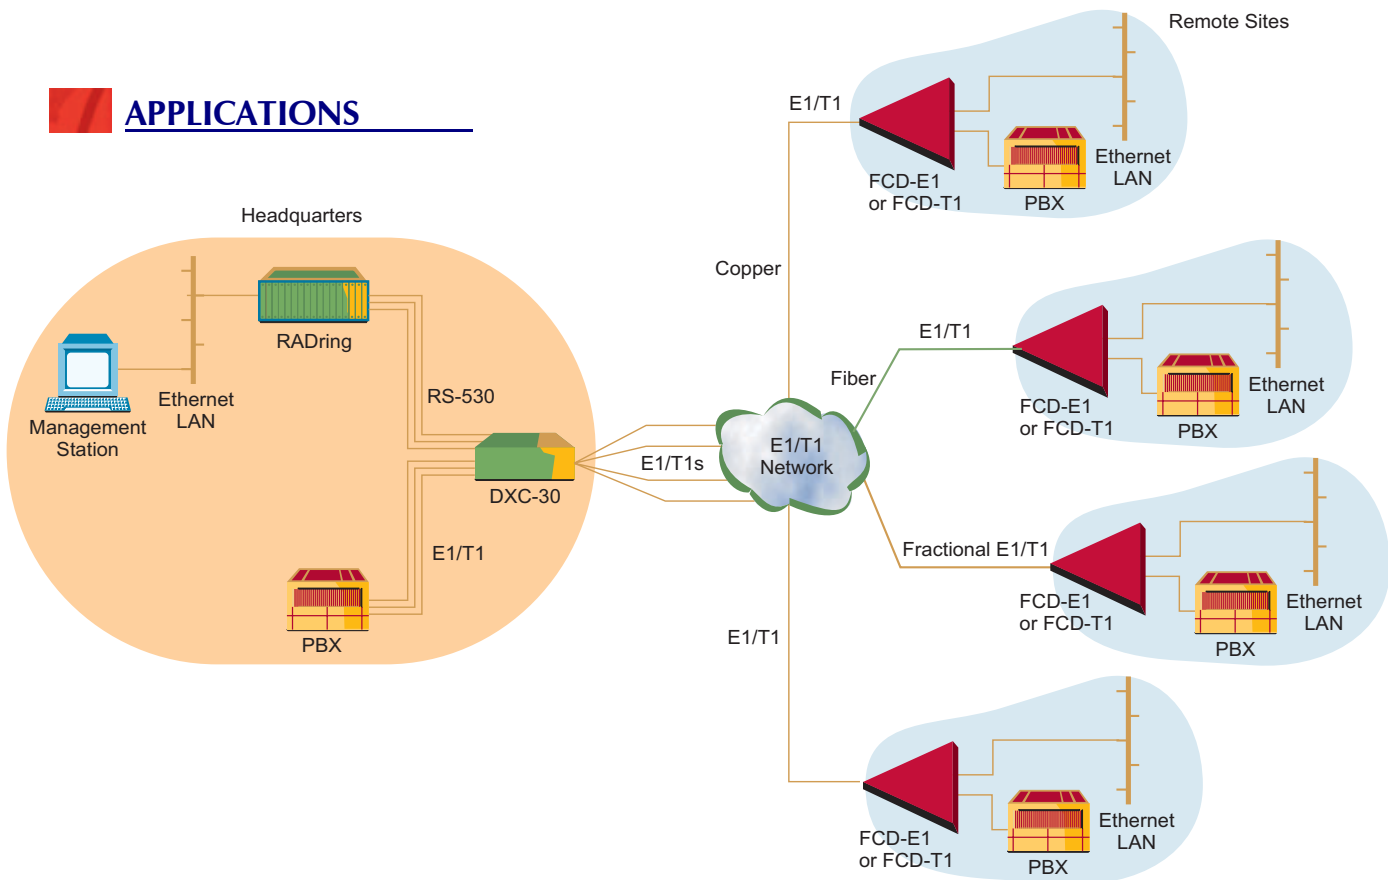 APPLICATIONS
Headquarters
RADring
Management
Station
Ethernet
LAN
RS-530
DXC-30
E1/T1
PBX
E1/T1s
E1/T1
Network
Remote Sites
Copper
E1/T1
FCD-E1
or FCD-T1
PBX
Ethernet
LAN
Fiber
E1/T1
FCD-E1
or FCD-T1
PBX
Ethernet
LAN
Fractional E1/T1
FCD-E1
or FCD-T1
PBX
Ethernet
LAN
E1/T1
FCD-E1
or FCD-T1
PBX
Ethernet
LAN